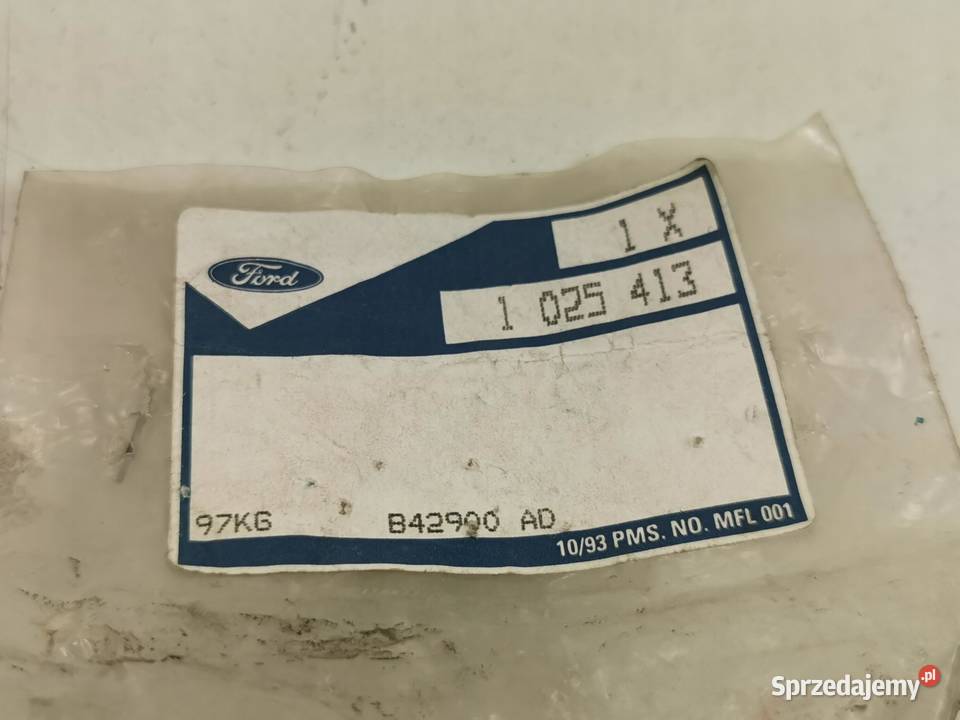 Ford
1 X
1 025 413
97KG B42900 AD
10/93 PMS. NO. MFL 001
Sprzedajemy.pl